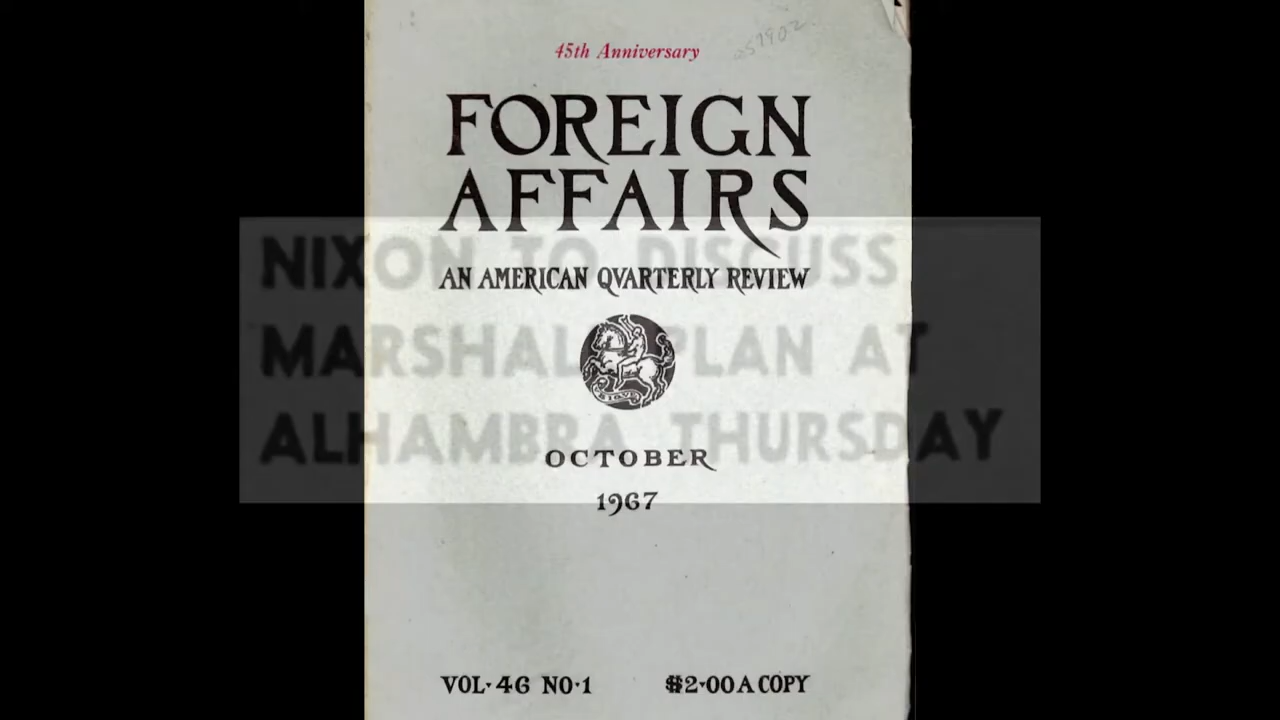 45th Anniversary
FOREIGN
AFFAIRS
AN AMERICAN QVARTERLY REVIEW
NIXON TO DISCUSS
MARSHALL PLAN AT
ALHAMBRA THURSDAY
OCTOBER
1967
VOL·46 NO·1
$2·00 A COPY